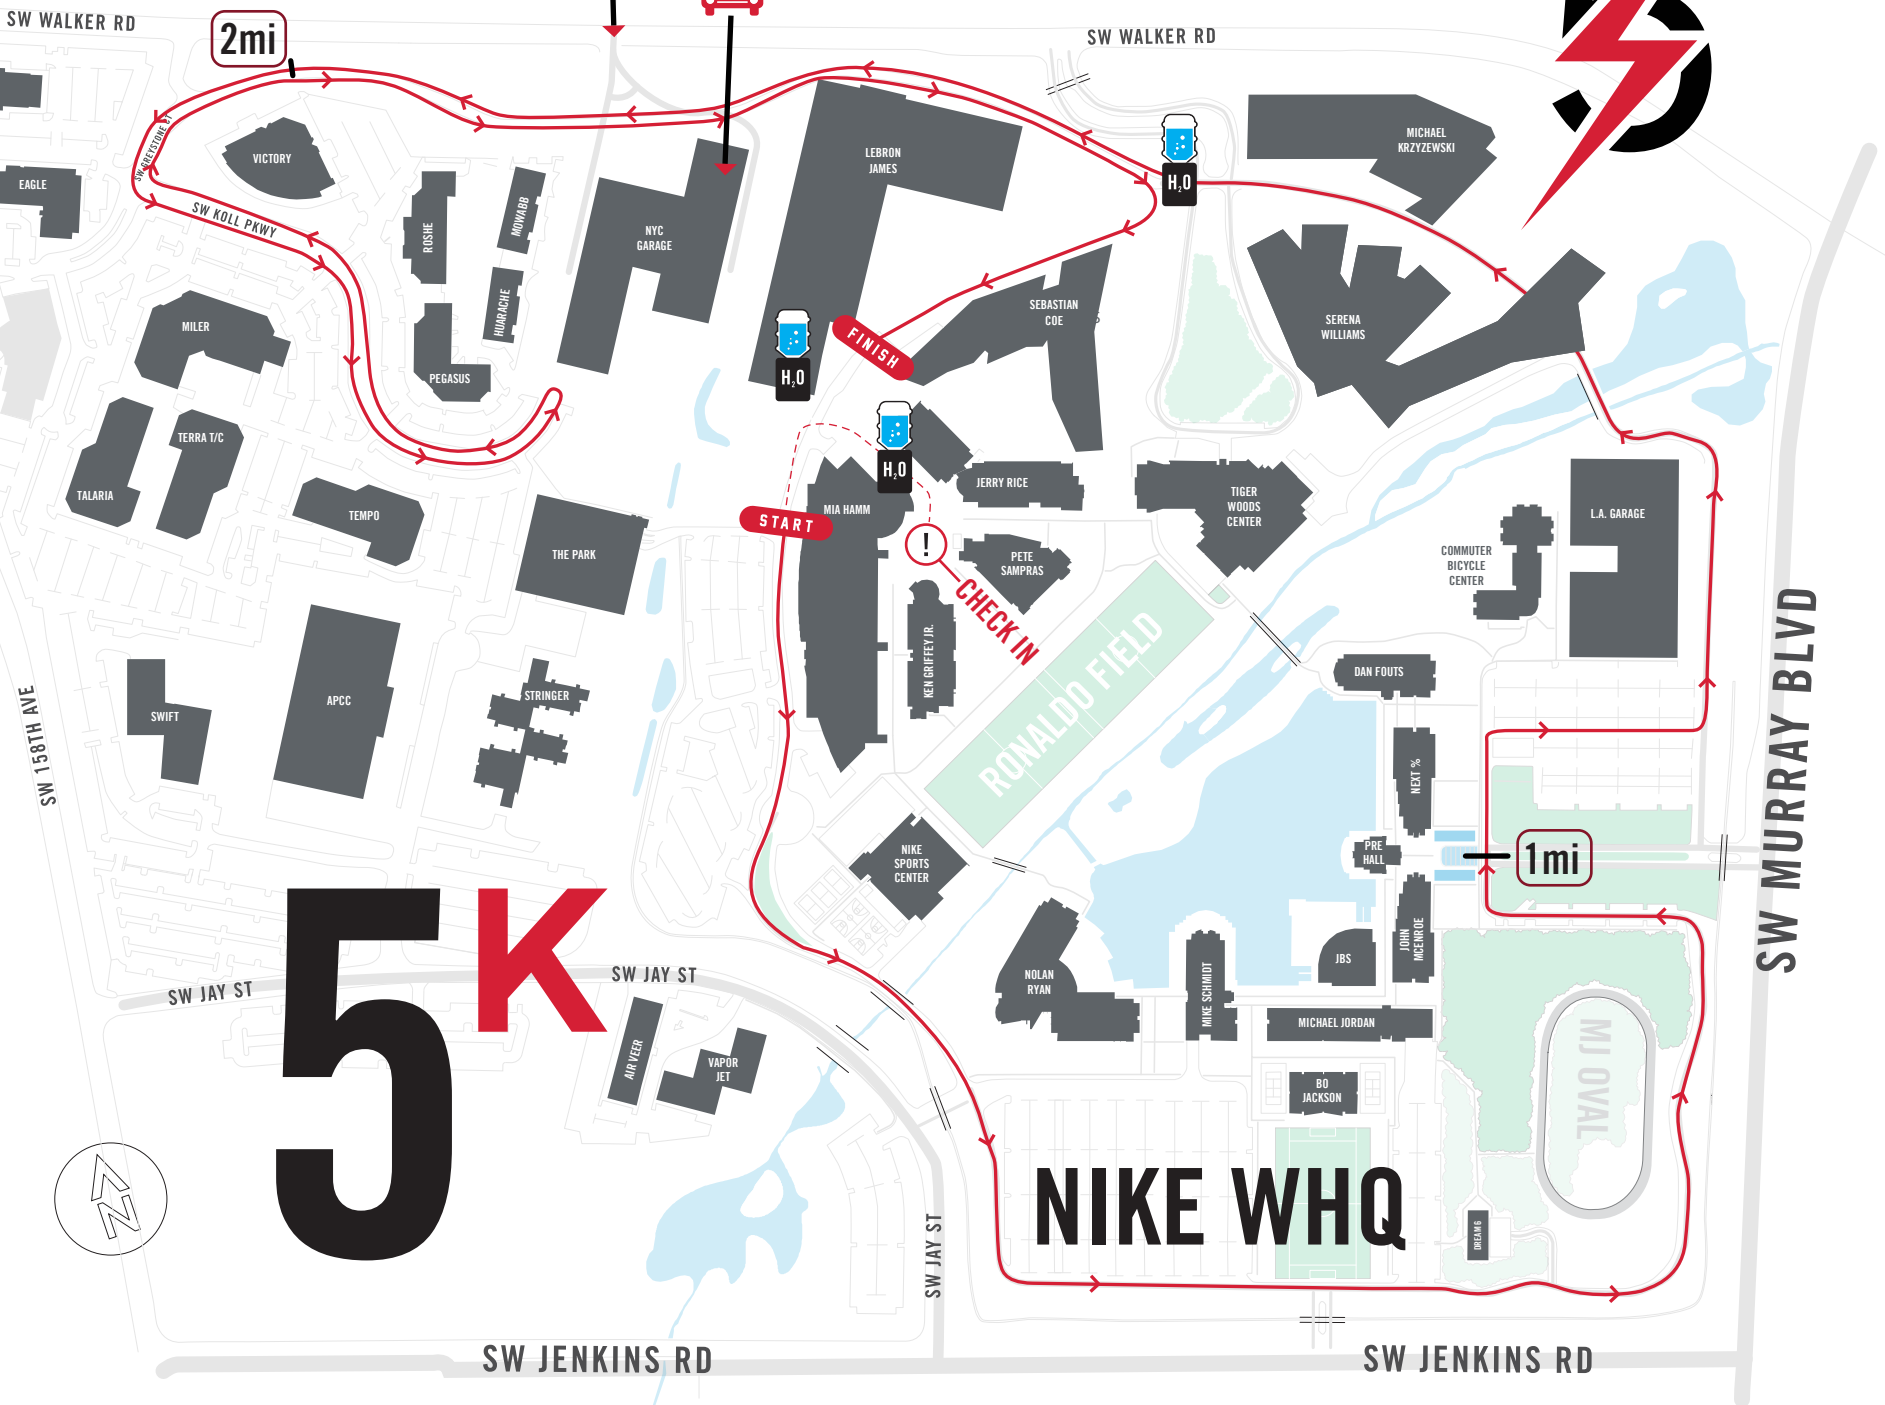 SW WALKER RD
2mi
SW WALKER RD
MICHAEL
KRZYZEWSKI
SW GREYSTONE CT
VICTORY
LEBRON
JAMES
H2O
EAGLE
SW KOLL PKWY
ROSHE
MOWABB
NYC
GARAGE
HUARACHE
SEBASTIAN
COE
SERENA
WILLIAMS
MILER
PEGASUS
H2O
FINISH
TERRA T/C
TALARIA
TEMPO
THE PARK
START
MIA HAMM
H2O
JERRY RICE
TIGER
WOODS
CENTER
L.A. GARAGE
COMMUTER
BICYCLE
CENTER
!
CHECK IN
PETE
SAMPRAS
KEN GRIFFEY JR.
RONALDO FIELD
DAN FOUTS
SW 158TH AVE
SWIFT
APCC
STRINGER
NEXT %
SW MURRAY BLVD
NIKE
SPORTS
CENTER
PRE
HALL
1mi
JOHN
MCENROE
5K
SW JAY ST
SW JAY ST
NOLAN
RYAN
MIKE SCHMIDT
JBS
MICHAEL JORDAN
MJ OVAL
AIR VEER
VAPOR
JET
BO
JACKSON
N
NIKE WHQ
DREAM 6
SW JAY ST
SW JENKINS RD
SW JENKINS RD